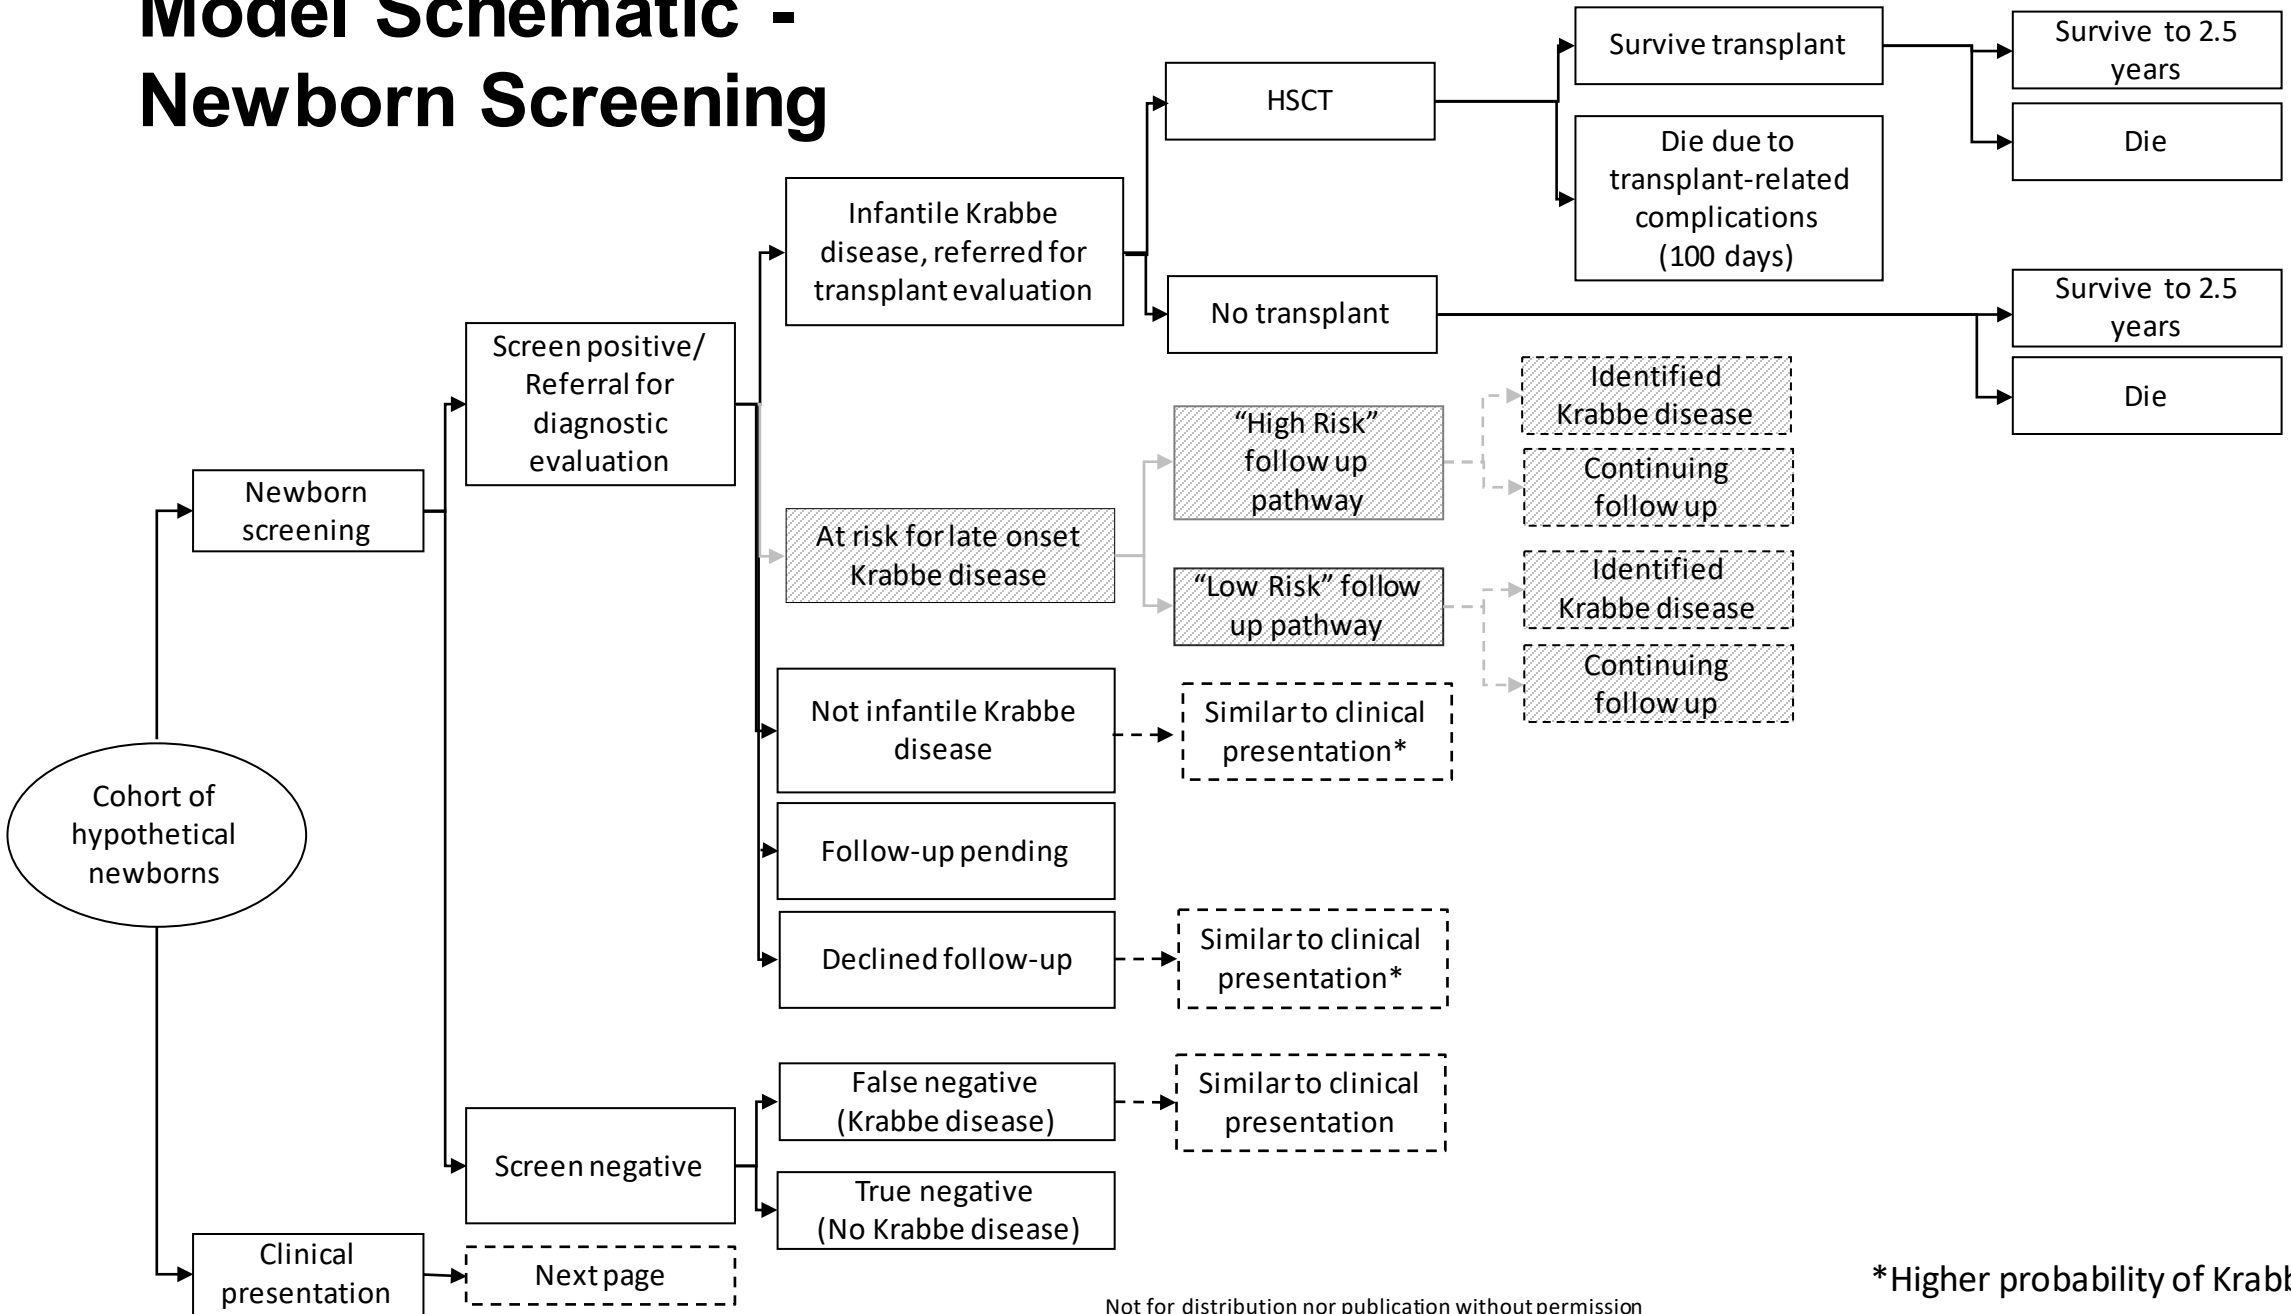 Model Schematic -
Newborn Screening
Survive transplant
Survive to 2.5
years
HSCT
Die
Die due to
transplant-related
complications
(100 days)
Infantile Krabbe
disease, referred for
transplant evaluation
No transplant
Survive to 2.5
years
Die
Screen positive/
Referral for
diagnostic
evaluation
Identified
Krabbe disease
“High Risk”
follow up
pathway
Continuing
follow up
Newborn
screening
At risk for late onset
Krabbe disease
Identified
Krabbe disease
“Low Risk” follow
up pathway
Continuing
follow up
Not infantile Krabbe
disease
Similar to clinical
presentation*
Cohort of
hypothetical
newborns
Follow-up pending
Declined follow-up
Similar to clinical
presentation*
False negative
(Krabbe disease)
Similar to clinical
presentation
Screen negative
True negative
(No Krabbe disease)
Clinical
presentation
Next page
*Higher probability of
Not for distribution nor publication without permission